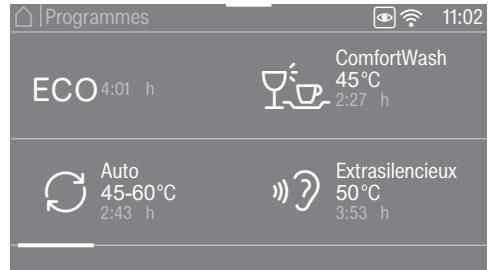 Programmes 11:02
ECO 4:01 h
ComfortWash
45°C
2:27 h
Auto
45-60°C
2:43 h
Extrasilencieux
50°C
3:53 h